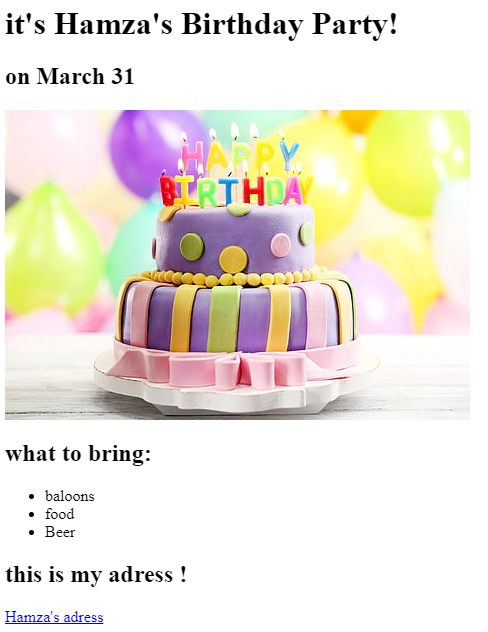 it's Hamza's Birthday Party!
on March 31
HAPPY
BIRTHDAY
what to bring:
baloons
food
Beer
this is my adress !
Hamza's adress